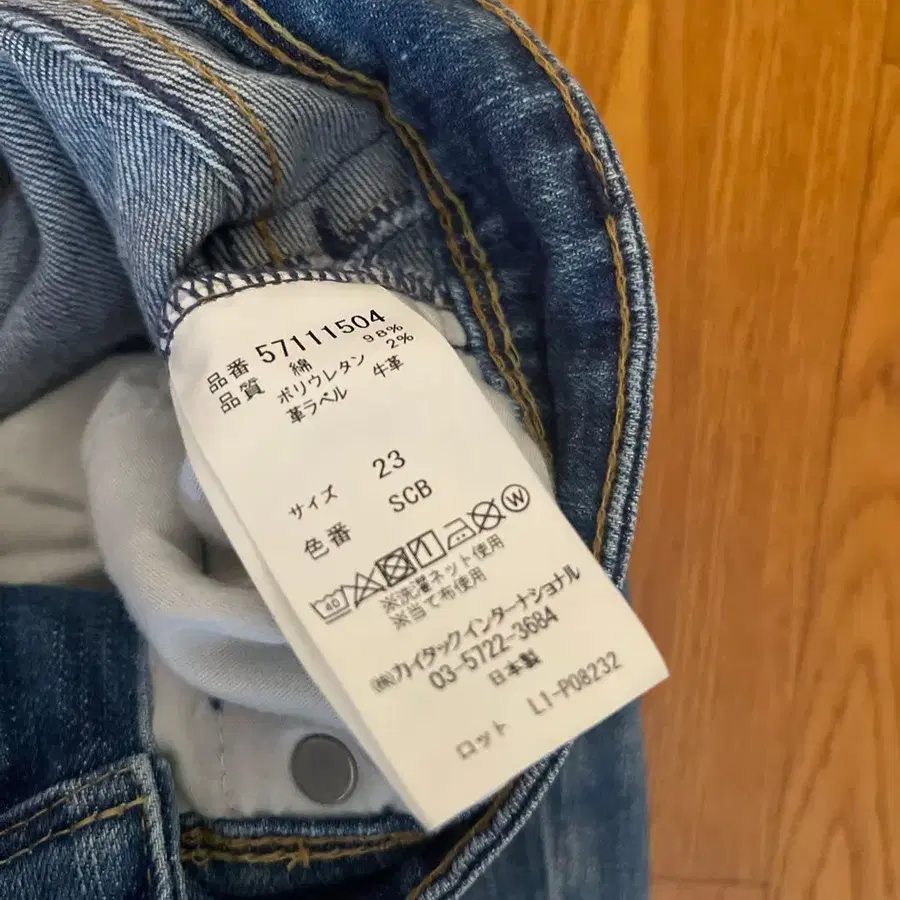 品番 57111504
品質 綿 98%
ポリウレタン 2%
革ラベル 牛革
サイズ 23
色番 SCB
40 W
※洗濯ネット使用
※当て布使用
㈱カイタックインターナショナル
03-5722-3684
日本製
ロット L1-P08232